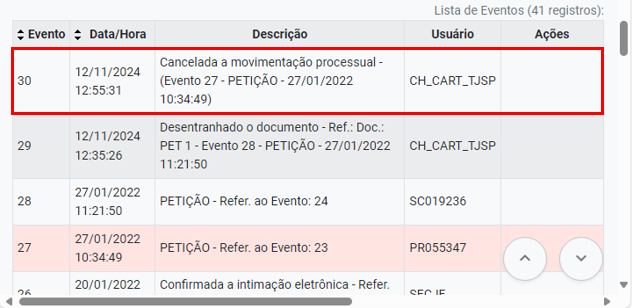 Lista de Eventos (41 registros):
Evento Data/Hora Descrição Usuário Ações
30 12/11/2024 12:55:31 Cancelada a movimentação processual - (Evento 27 - PETIÇÃO - 27/01/2022 10:34:49) CH_CART_TJSP
29 12/11/2024 12:35:26 Desentranhado o documento - Ref.: Doc.: PET 1 - Evento 28 - PETIÇÃO - 27/01/2022 11:21:50 CH_CART_TJSP
28 27/01/2022 11:21:50 PETIÇÃO - Refer. ao Evento: 24 SC019236
27 27/01/2022 10:34:49 PETIÇÃO - Refer. ao Evento: 23 PR055347
26 20/01/2022 Confirmada a intimação eletrônica - Refer.